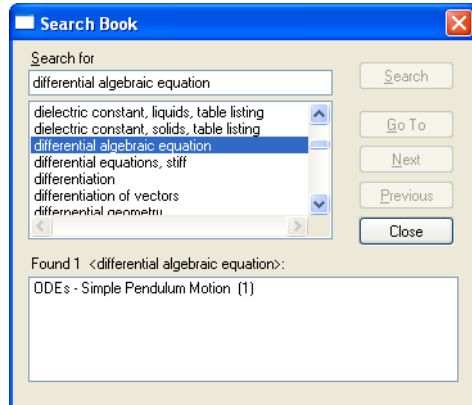 Search Book
Search for
differential algebraic equation
Search
dielectric constant, liquids, table listing
dielectric constant, solids, table listing
differential algebraic equation
differential equations, stiff
differentiation
differentiation of vectors
differnential geometry
Go To
Next
Previous
Close
Found 1 <differential algebraic equation>:
ODEs - Simple Pendulum Motion (1)